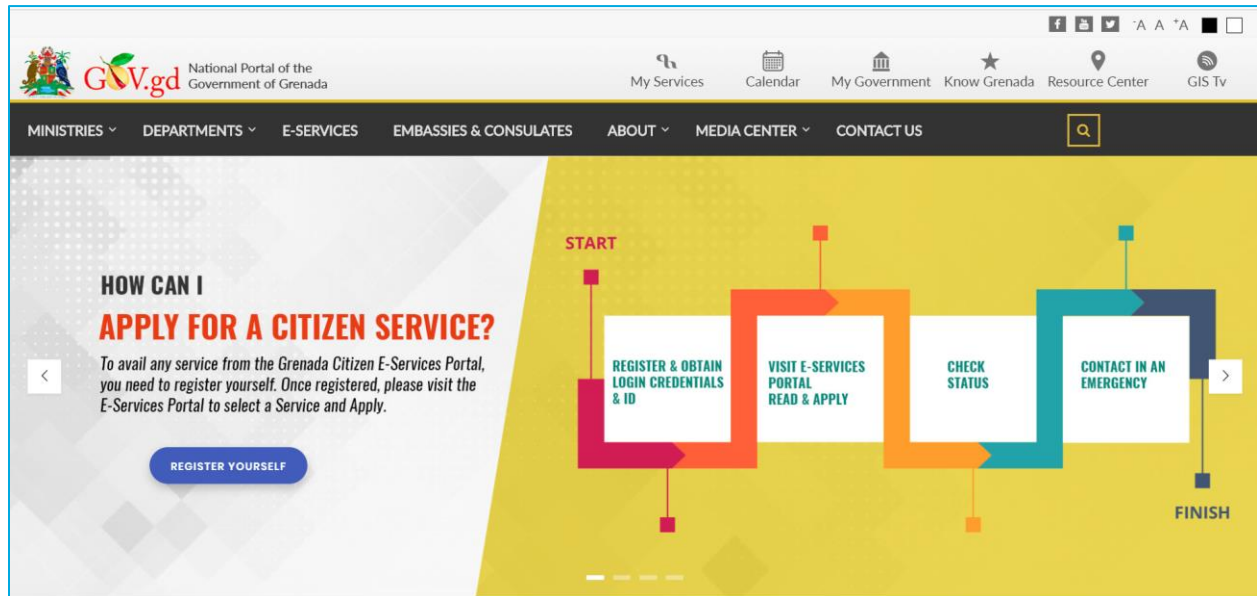 -A A +A
GOV.gd
National Portal of the
Government of Grenada
My Services
Calendar
My Government
Know Grenada
Resource Center
GIS Tv
MINISTRIES
DEPARTMENTS
E-SERVICES
EMBASSIES & CONSULATES
ABOUT
MEDIA CENTER
CONTACT US
HOW CAN I
APPLY FOR A CITIZEN SERVICE?
To avail any service from the Grenada Citizen E-Services Portal,
you need to register yourself. Once registered, please visit the
E-Services Portal to select a Service and Apply.
REGISTER YOURSELF
START
REGISTER & OBTAIN
LOGIN CREDENTIALS
& ID
VISIT E-SERVICES
PORTAL
READ & APPLY
CHECK
STATUS
CONTACT IN AN
EMERGENCY
FINISH